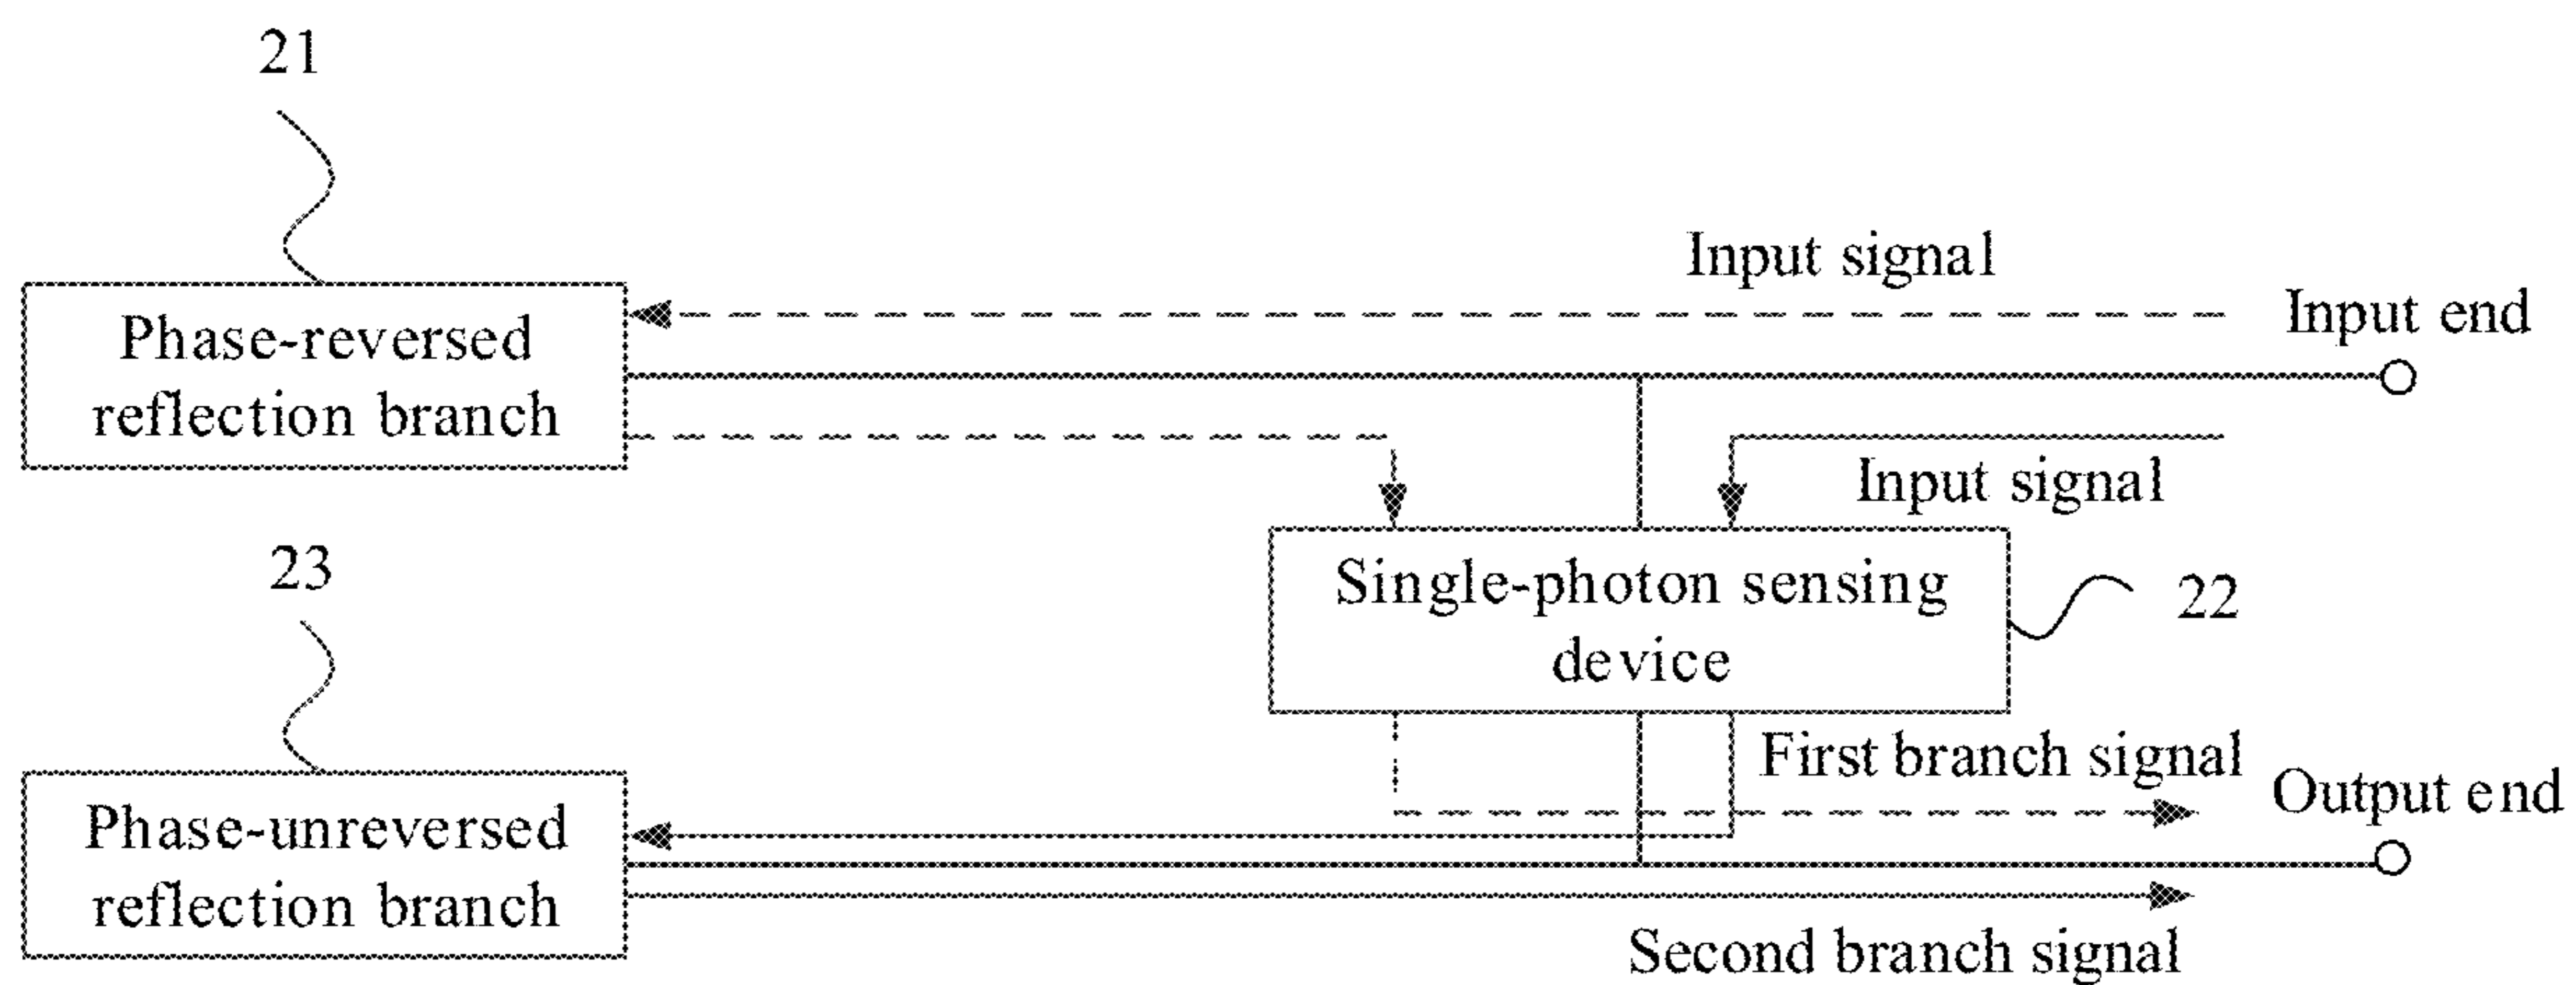 21
Input signal
Input end
Phase-reversed
reflection branch
Input signal
23
Single-photon sensing
device
22
First branch signal
Output end
Phase-unreversed
reflection branch
Second branch signal